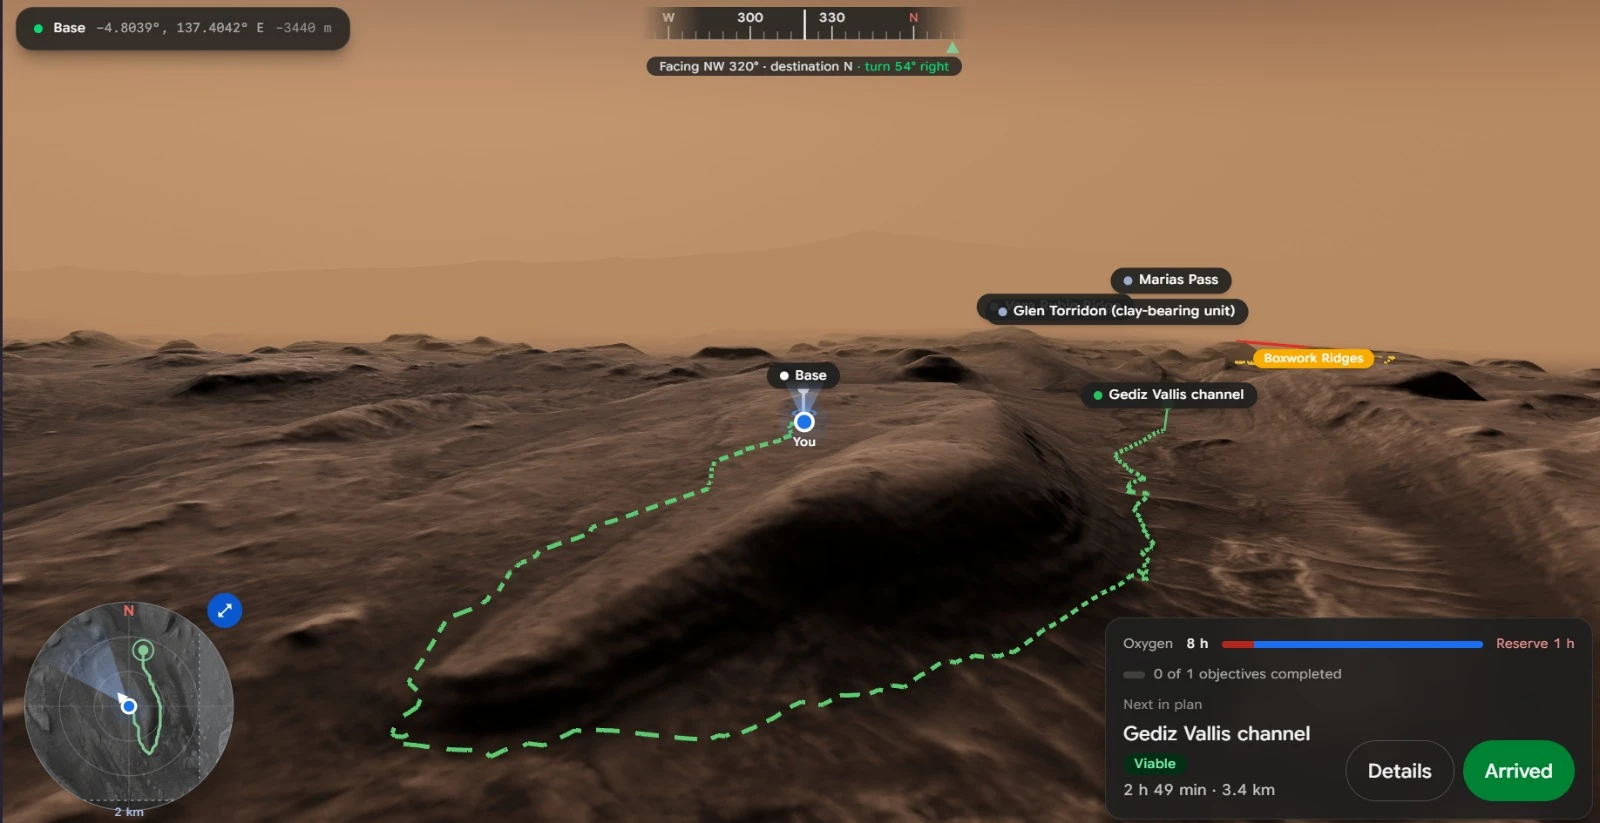 Base -4.8039°, 137.4042° E -3440 m
W 300 330 N
Facing NW 320° · destination N · turn 54° right
Marias Pass
Glen Torridon (clay-bearing unit)
Boxwork Ridges
Base
Gediz Vallis channel
You
N
2 km
Oxygen 8 h Reserve 1 h
0 of 1 objectives completed
Next in plan
Gediz Vallis channel
Viable
2 h 49 min · 3.4 km
Details
Arrived